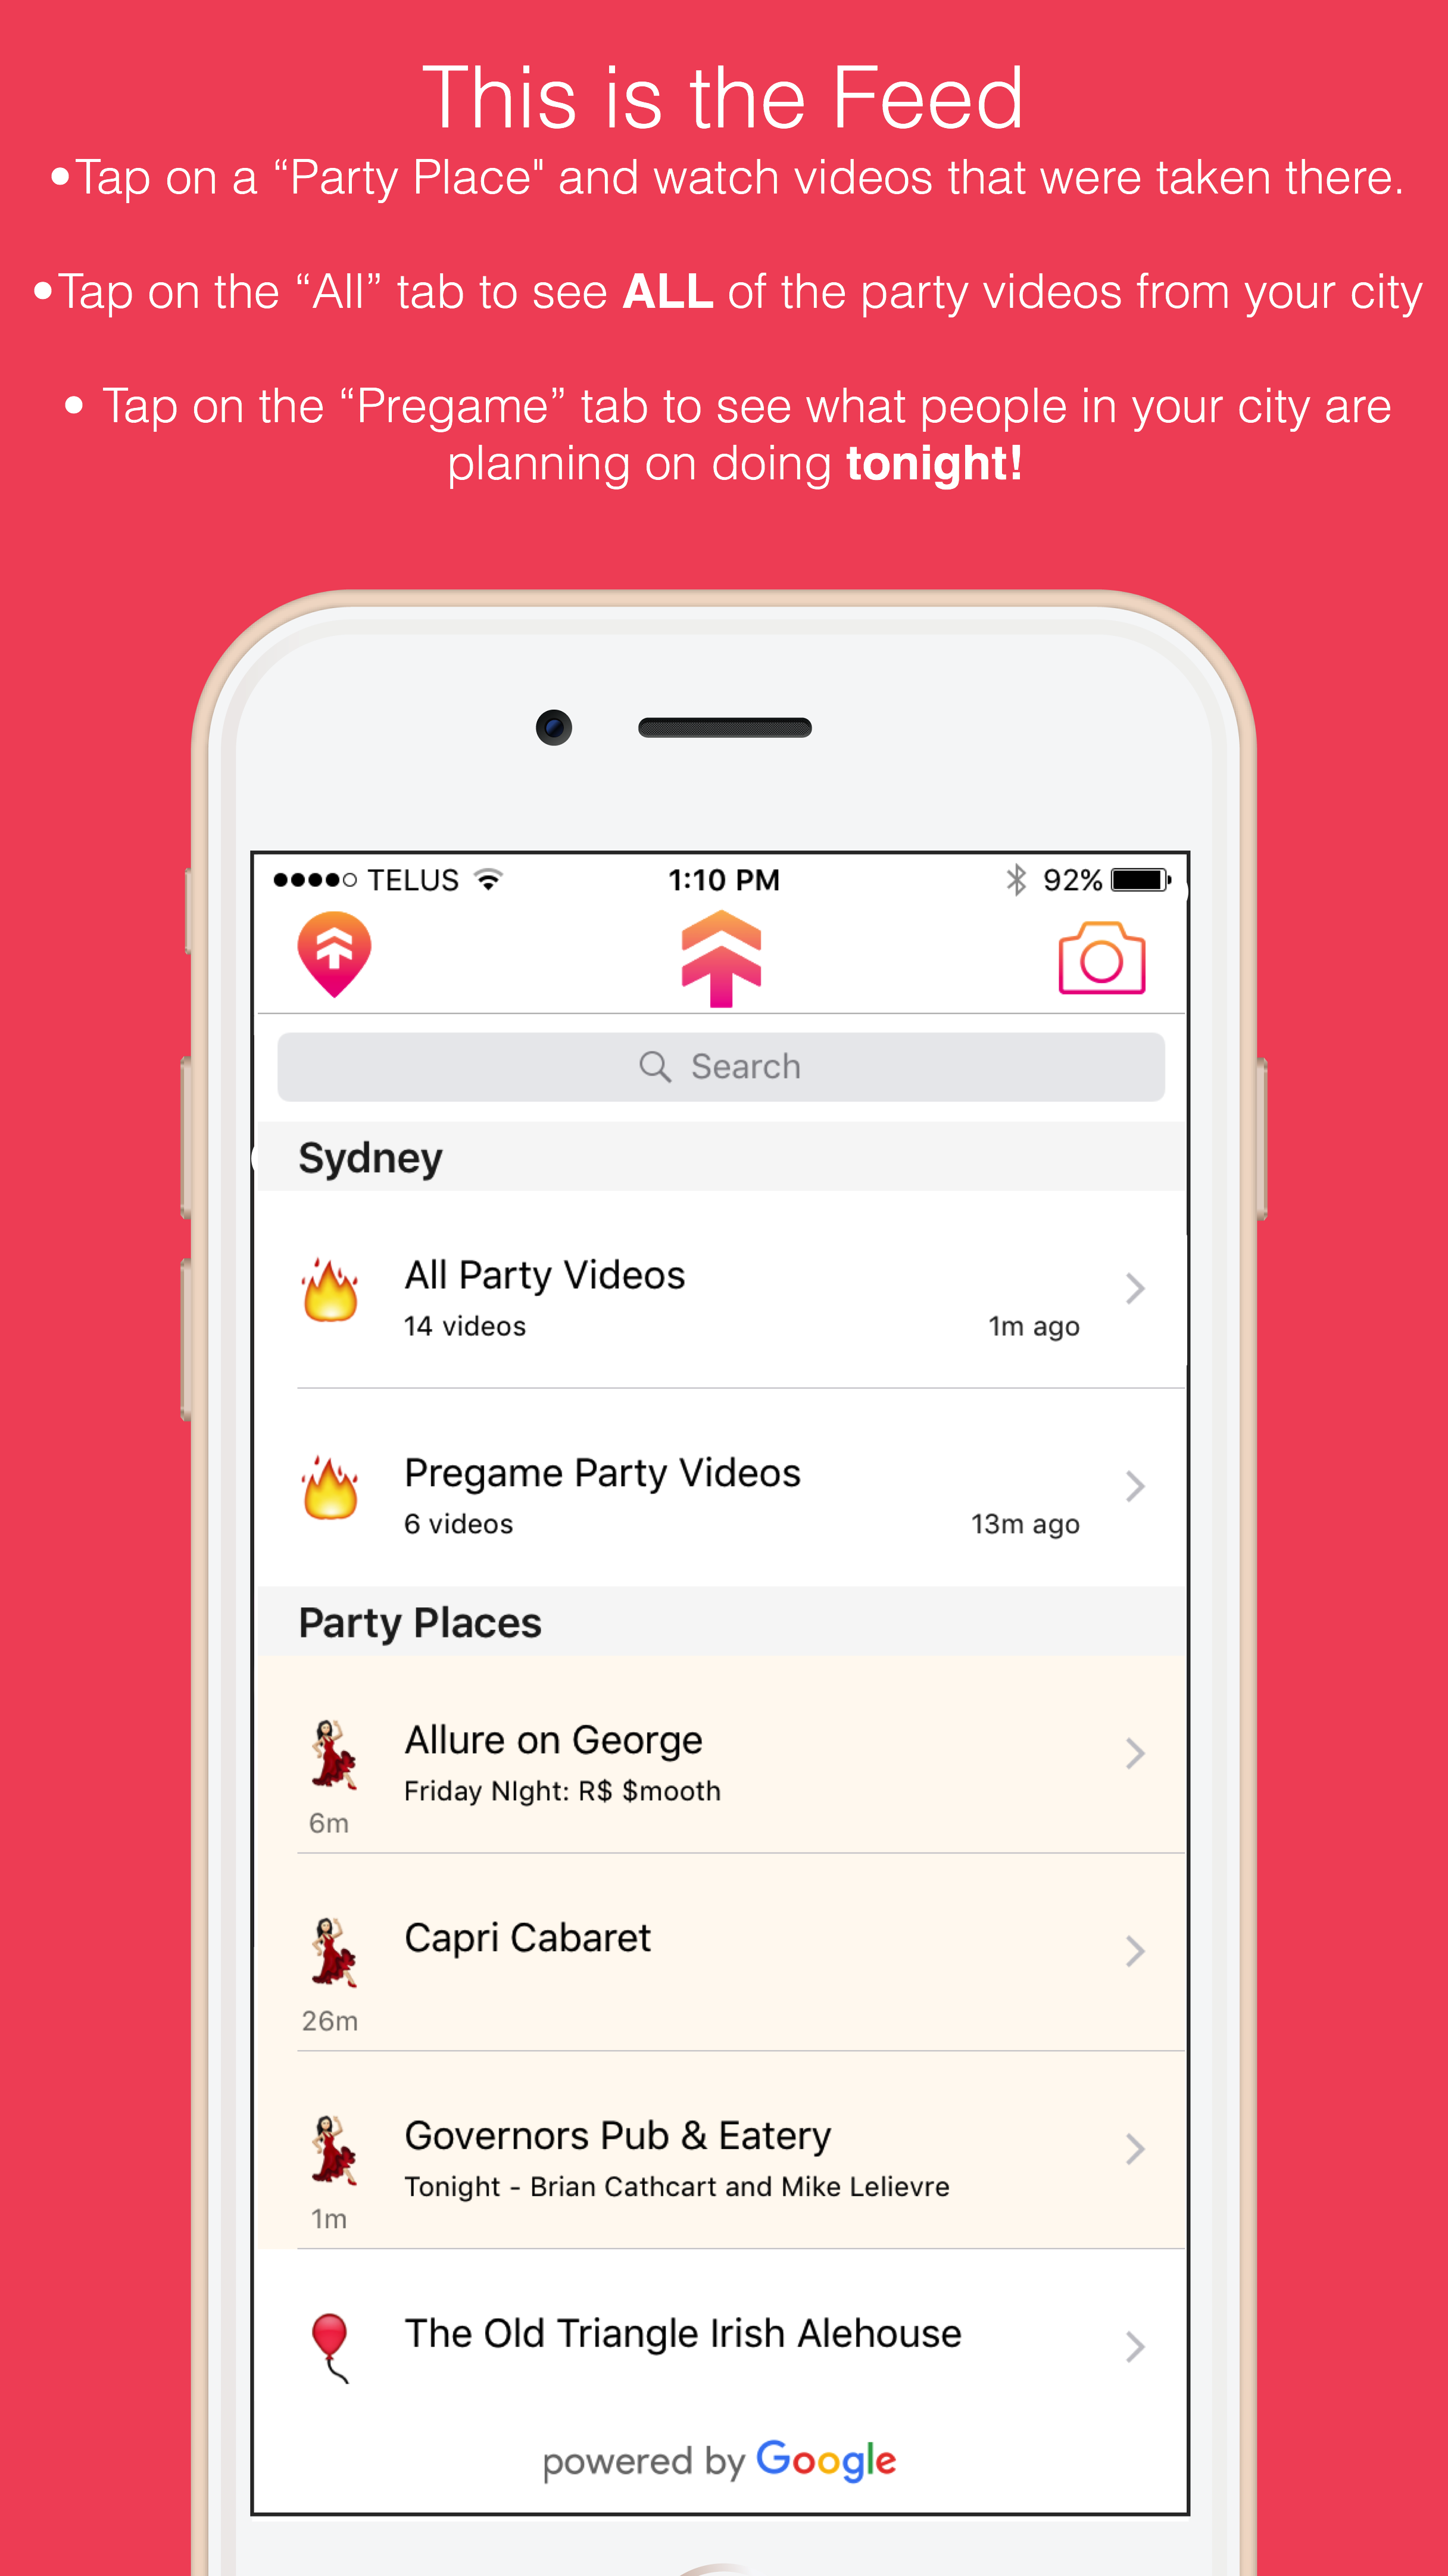 This is the Feed
•Tap on a “Party Place" and watch videos that were taken there.
•Tap on the “All” tab to see ALL of the party videos from your city
• Tap on the “Pregame” tab to see what people in your city are
planning on doing tonight!
TELUS 1:10 PM 92%
Search
Sydney
All Party Videos
14 videos 1m ago
Pregame Party Videos
6 videos 13m ago
Party Places
Allure on George
Friday NIght: R$ $mooth
6m
Capri Cabaret
26m
Governors Pub & Eatery
Tonight - Brian Cathcart and Mike Lelievre
1m
The Old Triangle Irish Alehouse
powered by Google